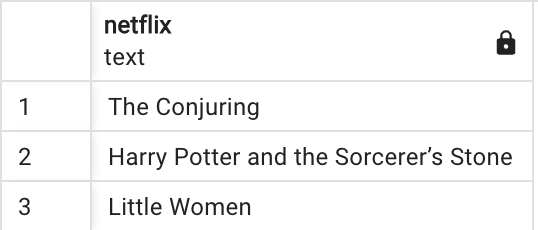 netflix
text
1 The Conjuring
2 Harry Potter and the Sorcerer’s Stone
3 Little Women